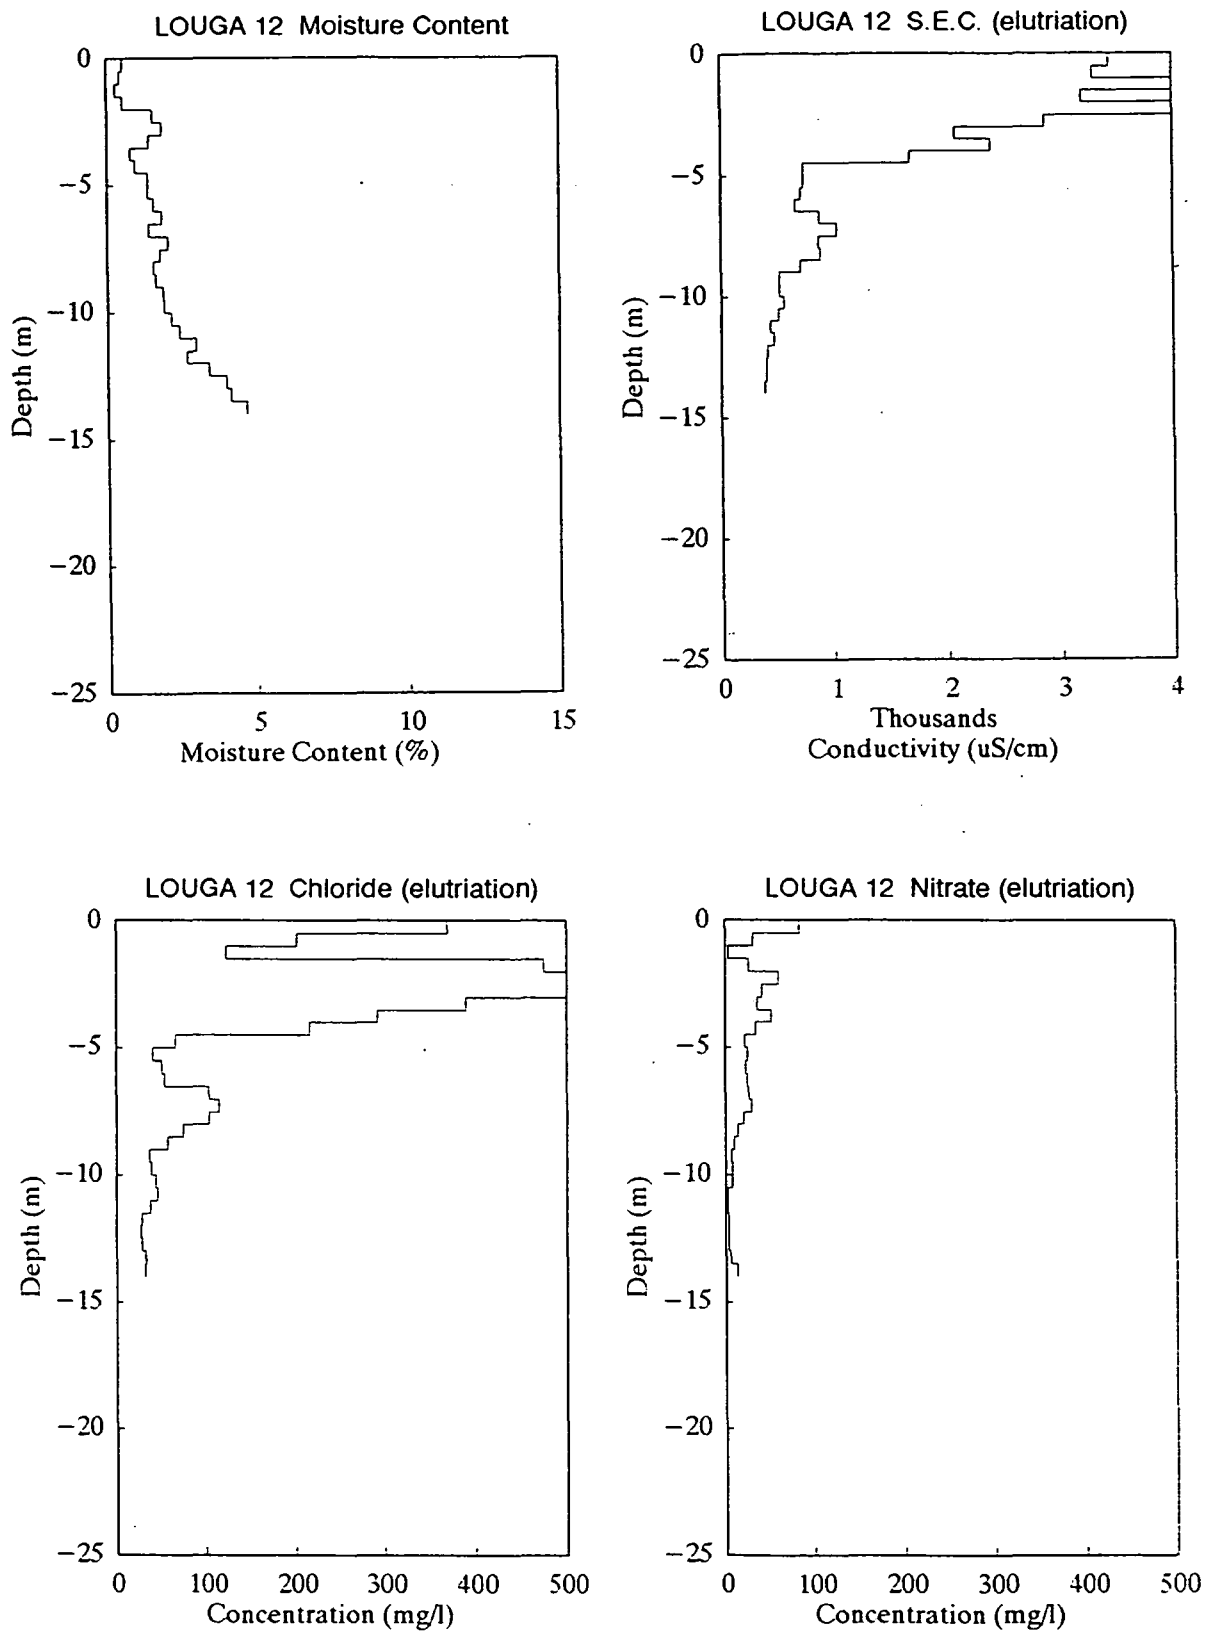 LOUGA 12 Moisture Content
0
−5
−10
−15
−20
−25
Depth (m)
0 5 10 15
Moisture Content (%)
LOUGA 12 S.E.C. (elutriation)
0
−5
−10
−15
−20
−25
Depth (m)
0 1 2 3 4
Thousands
Conductivity (uS/cm)
LOUGA 12 Chloride (elutriation)
0
−5
−10
−15
−20
−25
Depth (m)
0 100 200 300 400 500
Concentration (mg/l)
LOUGA 12 Nitrate (elutriation)
0
−5
−10
−15
−20
−25
Depth (m)
0 100 200 300 400 500
Concentration (mg/l)